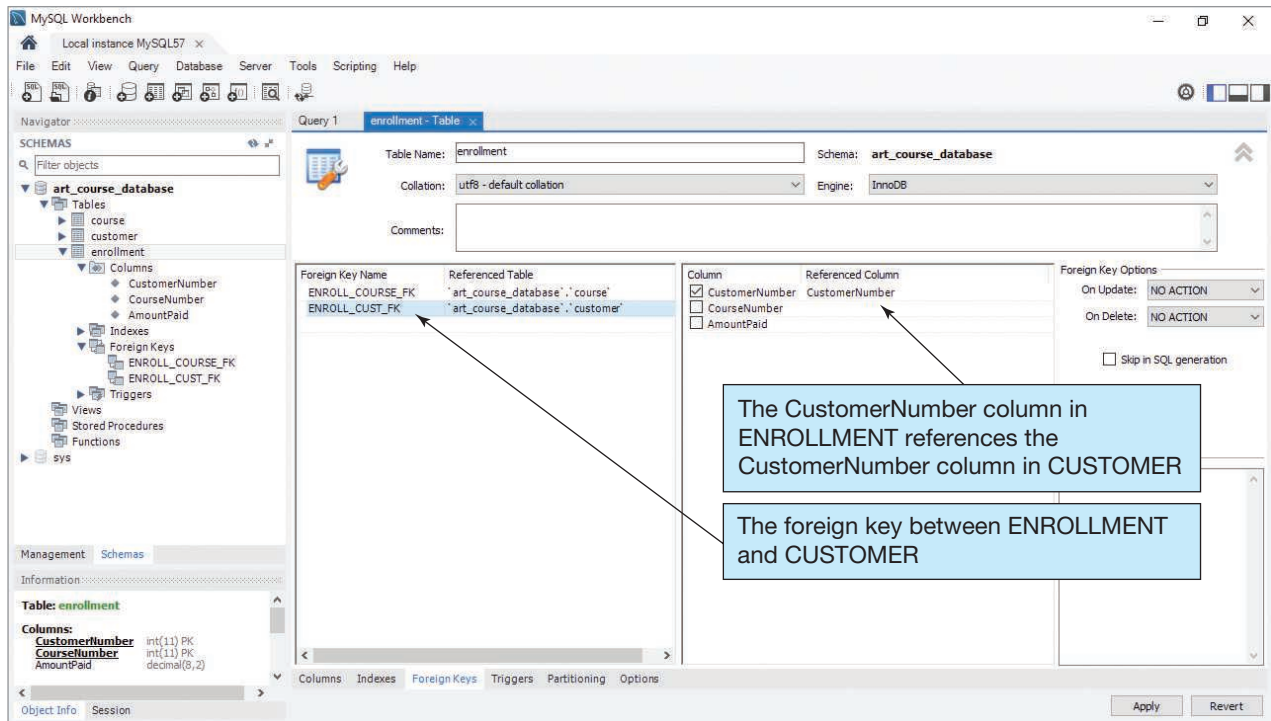 MySQL Workbench
Local instance MySQL57
File Edit View Query Database Server Tools Scripting Help
Navigator
SCHEMAS
Filter objects
art_course_database
Tables
course
customer
enrollment
Columns
CustomerNumber
CourseNumber
AmountPaid
Indexes
Foreign Keys
ENROLL_COURSE_FK
ENROLL_CUST_FK
Triggers
Views
Stored Procedures
Functions
sys
Management Schemas
Information
Table: enrollment
Columns:
CustomerNumber int(11) PK
CourseNumber int(11) PK
AmountPaid decimal(8,2)
Object Info Session
Query 1 enrollment - Table
Table Name: enrollment Schema: art_course_database
Collation: utf8 - default collation Engine: InnoDB
Comments:
Foreign Key Name Referenced Table
ENROLL_COURSE_FK `art_course_database`.`course`
ENROLL_CUST_FK `art_course_database`.`customer`
Column Referenced Column
CustomerNumber CustomerNumber
CourseNumber
AmountPaid
Foreign Key Options
On Update: NO ACTION
On Delete: NO ACTION
Skip in SQL generation
The CustomerNumber column in
ENROLLMENT references the
CustomerNumber column in CUSTOMER
The foreign key between ENROLLMENT
and CUSTOMER
Columns Indexes Foreign Keys Triggers Partitioning Options
Apply Revert